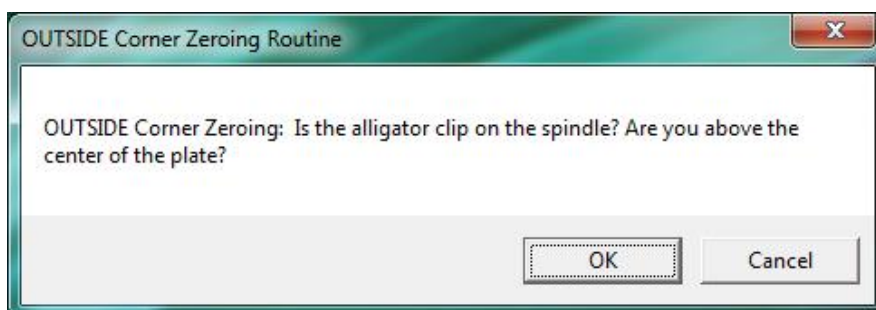 OUTSIDE Corner Zeroing Routine
OUTSIDE Corner Zeroing:  Is the alligator clip on the spindle? Are you above the
center of the plate?
OK
Cancel